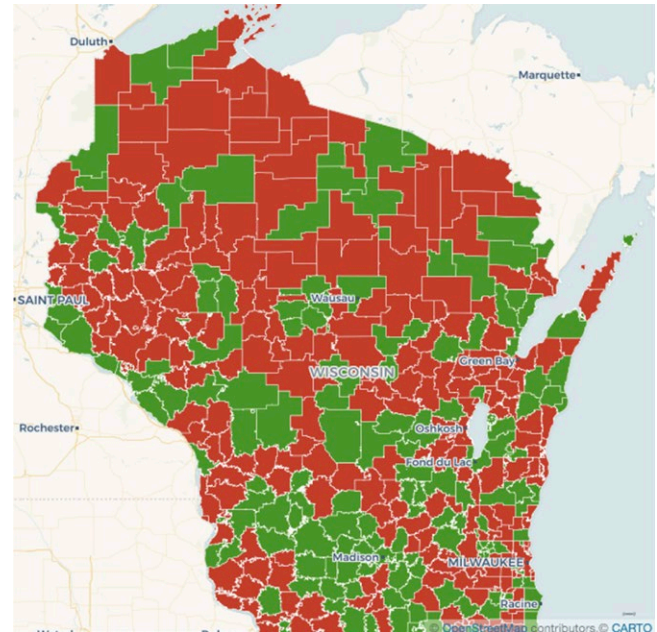 Duluth
Marquette
SAINT PAUL
Wausau
Green Bay
WISCONSIN
Rochester
Oshkosh
Fond du Lac
Madison
MILWAUKEE
Racine
© OpenStreetMap contributors © CARTO